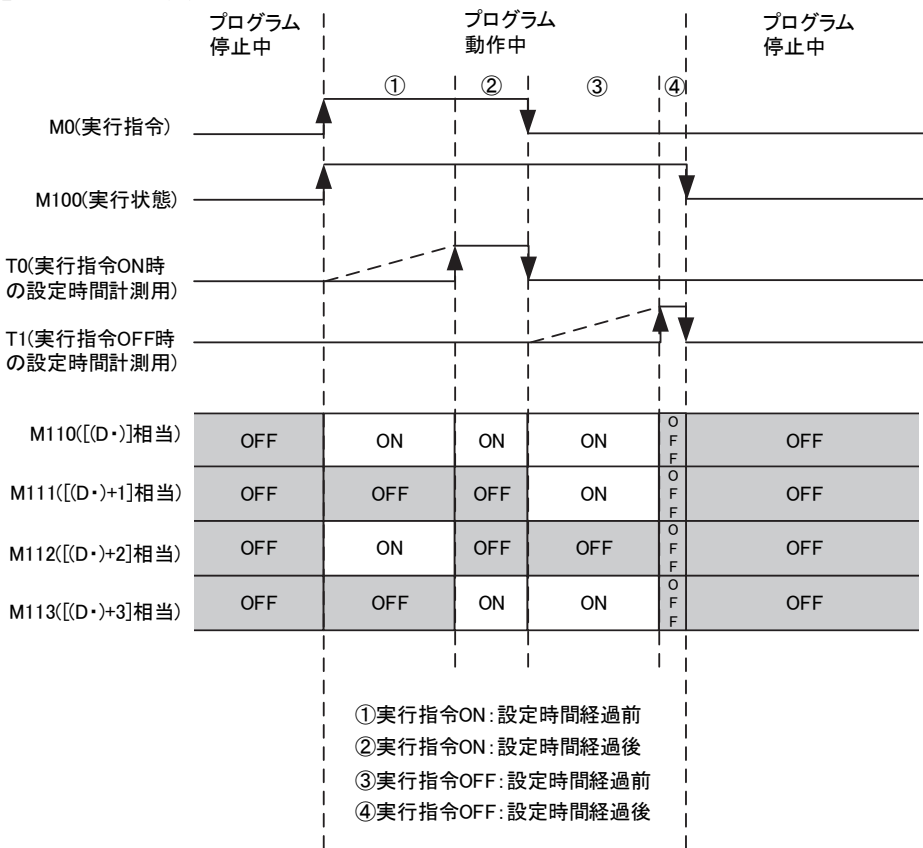 プログラム
停止中
プログラム
動作中
プログラム
停止中
① ② ③ ④
M0(実行指令)
M100(実行状態)
T0(実行指令ON時
の設定時間計測用)
T1(実行指令OFF時
の設定時間計測用)
M110([(D・)]相当) OFF ON ON ON OFF OFF
M111([(D・)+1]相当) OFF OFF OFF ON OFF OFF
M112([(D・)+2]相当) OFF ON OFF OFF OFF OFF
M113([(D・)+3]相当) OFF OFF ON ON OFF OFF
①実行指令ON:設定時間経過前
②実行指令ON:設定時間経過後
③実行指令OFF:設定時間経過前
④実行指令OFF:設定時間経過後